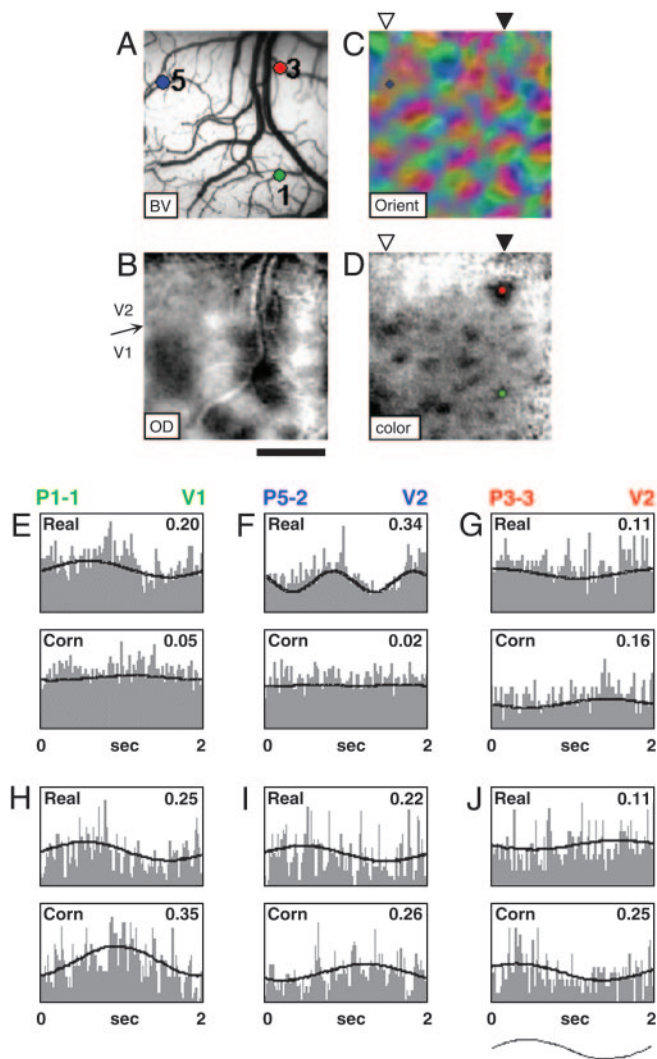 A
5
3
1
BV
C
Orient
B
V2
V1
OD
D
color
P1-1 V1
P5-2 V2
P3-3 V2
E
Real 0.20
F
Real 0.34
G
Real 0.11
Corn 0.05
Corn 0.02
Corn 0.16
0 sec 2
0 sec 2
0 sec 2
H
Real 0.25
I
Real 0.22
J
Real 0.11
Corn 0.35
Corn 0.26
Corn 0.25
0 sec 2
0 sec 2
0 sec 2